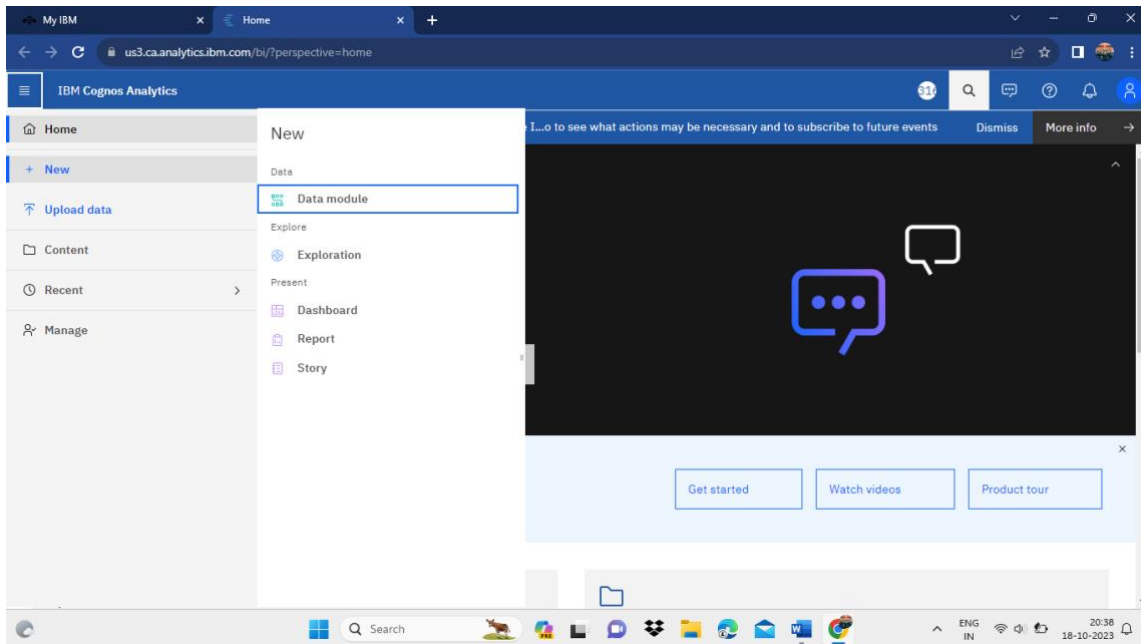 My IBM
Home
us3.ca.analytics.ibm.com/bi/?perspective=home
IBM Cognos Analytics
Home
New
I...o to see what actions may be necessary and to subscribe to future events
Dismiss
More info
New
Data
Upload data
Data module
Explore
Content
Exploration
Recent
Present
Dashboard
Manage
Report
Story
Get started
Watch videos
Product tour
Search
ENG
IN
20:38
18-10-2023